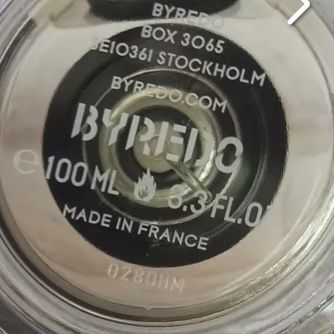 BYREDO
BOX 3065
SE10361 STOCKHOLM
BYREDO.COM
BYREDO
℮ 100 ML 3.3 FL.O
MADE IN FRANCE